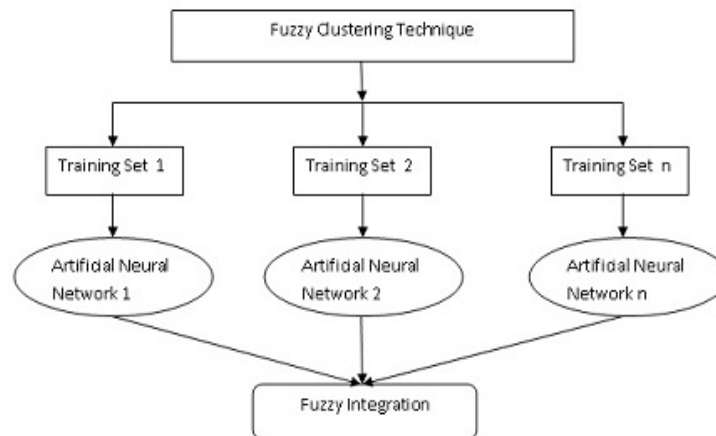 Fuzzy Clustering Technique
Training Set 1
Training Set 2
Training Set n
Artificial Neural
Network 1
Artificial Neural
Network 2
Artificial Neural
Network n
Fuzzy Integration